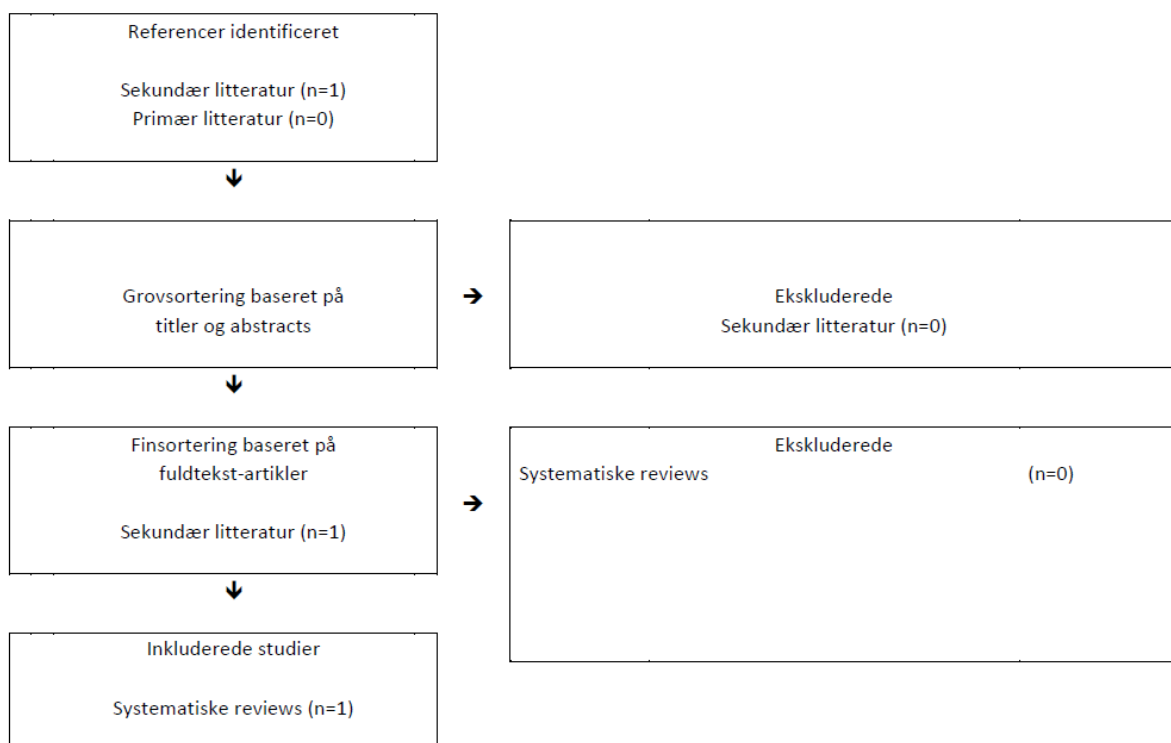 Referencer identificeret
Sekundær litteratur (n=1)
Primær litteratur (n=0)
Grovsortering baseret på
titler og abstracts
Ekskluderede
Sekundær litteratur (n=0)
Finsortering baseret på
fuldtekst-artikler
Sekundær litteratur (n=1)
Ekskluderede
Systematiske reviews (n=0)
Inkluderede studier
Systematiske reviews (n=1)